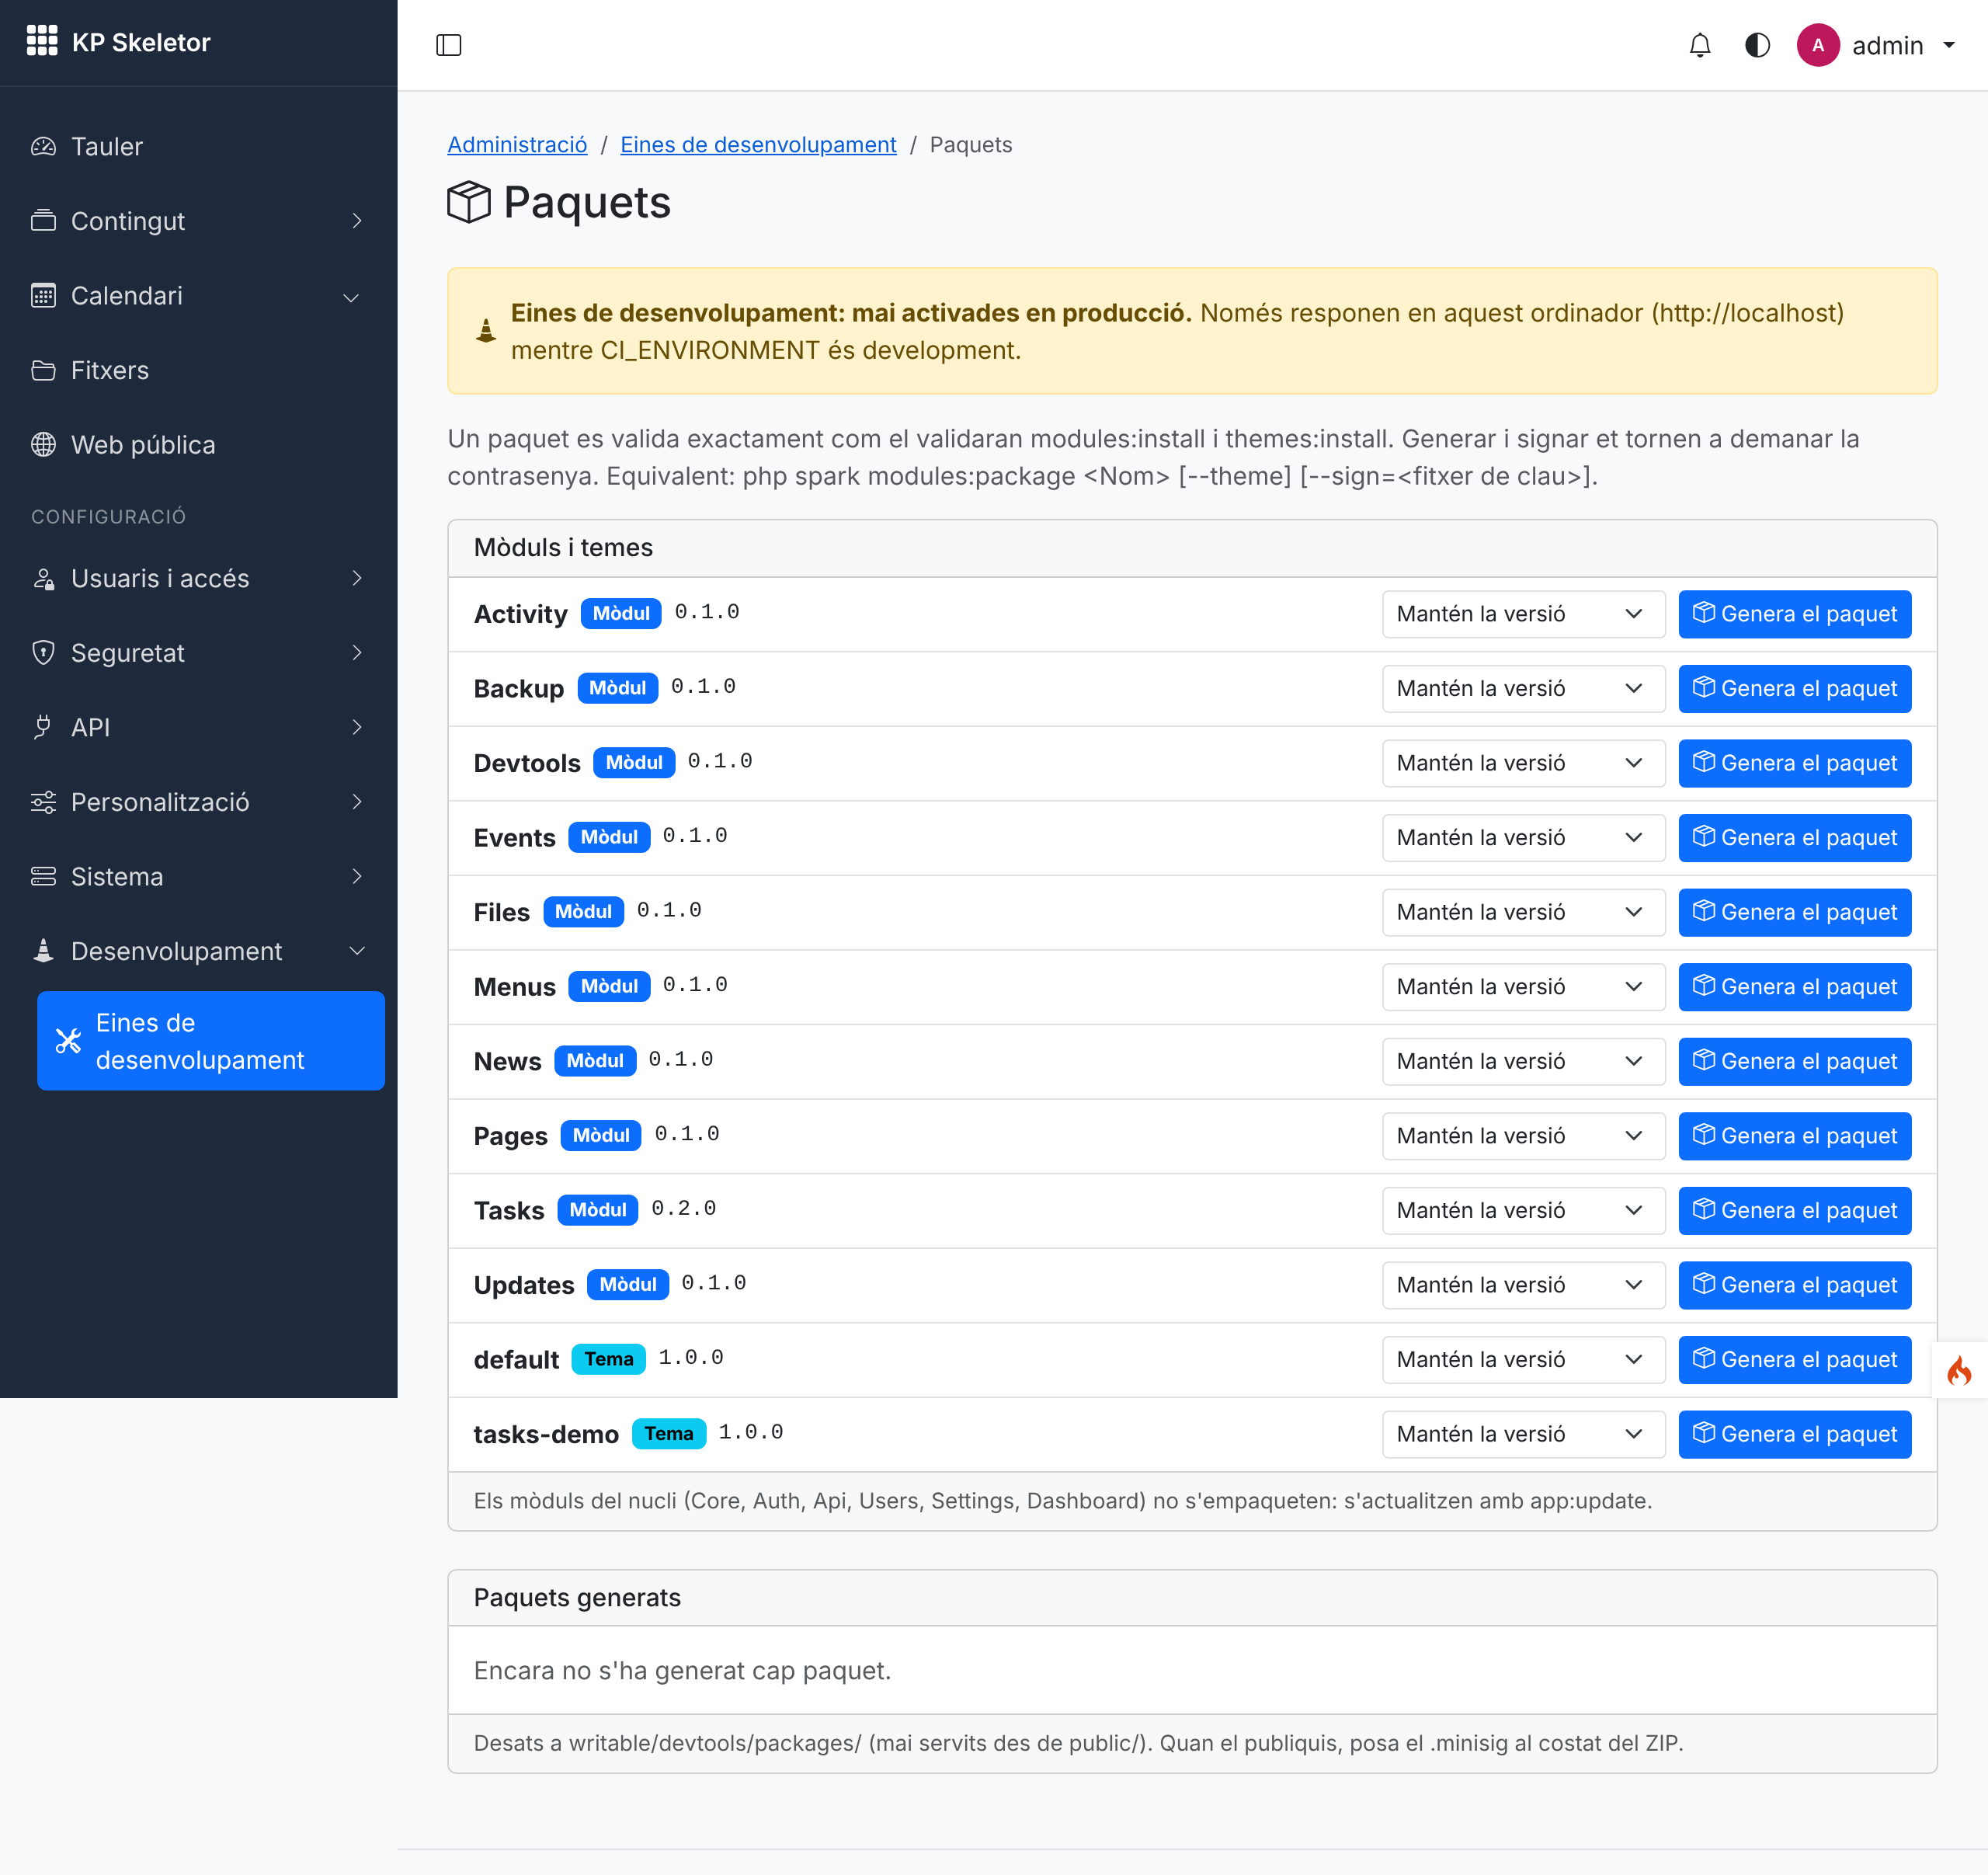 KP Skeletor
A
admin
Tauler
Contingut
Calendari
Fitxers
Web pública
CONFIGURACIÓ
Usuaris i accés
Seguretat
API
Personalització
Sistema
Desenvolupament
Eines de
desenvolupament
Administració / Eines de desenvolupament / Paquets
Paquets
Eines de desenvolupament: mai activades en producció. Només responen en aquest ordinador (http://localhost)
mentre CI_ENVIRONMENT és development.
Un paquet es valida exactament com el validaran modules:install i themes:install. Generar i signar et tornen a demanar la
contrasenya. Equivalent: php spark modules:package <Nom> [--theme] [--sign=<fitxer de clau>].
Mòduls i temes
Activity Mòdul 0.1.0 Mantén la versió Genera el paquet
Backup Mòdul 0.1.0 Mantén la versió Genera el paquet
Devtools Mòdul 0.1.0 Mantén la versió Genera el paquet
Events Mòdul 0.1.0 Mantén la versió Genera el paquet
Files Mòdul 0.1.0 Mantén la versió Genera el paquet
Menus Mòdul 0.1.0 Mantén la versió Genera el paquet
News Mòdul 0.1.0 Mantén la versió Genera el paquet
Pages Mòdul 0.1.0 Mantén la versió Genera el paquet
Tasks Mòdul 0.2.0 Mantén la versió Genera el paquet
Updates Mòdul 0.1.0 Mantén la versió Genera el paquet
default Tema 1.0.0 Mantén la versió Genera el paquet
tasks-demo Tema 1.0.0 Mantén la versió Genera el paquet
Els mòduls del nucli (Core, Auth, Api, Users, Settings, Dashboard) no s'empaqueten: s'actualitzen amb app:update.
Paquets generats
Encara no s'ha generat cap paquet.
Desats a writable/devtools/packages/ (mai servits des de public/). Quan el publiquis, posa el .minisig al costat del ZIP.